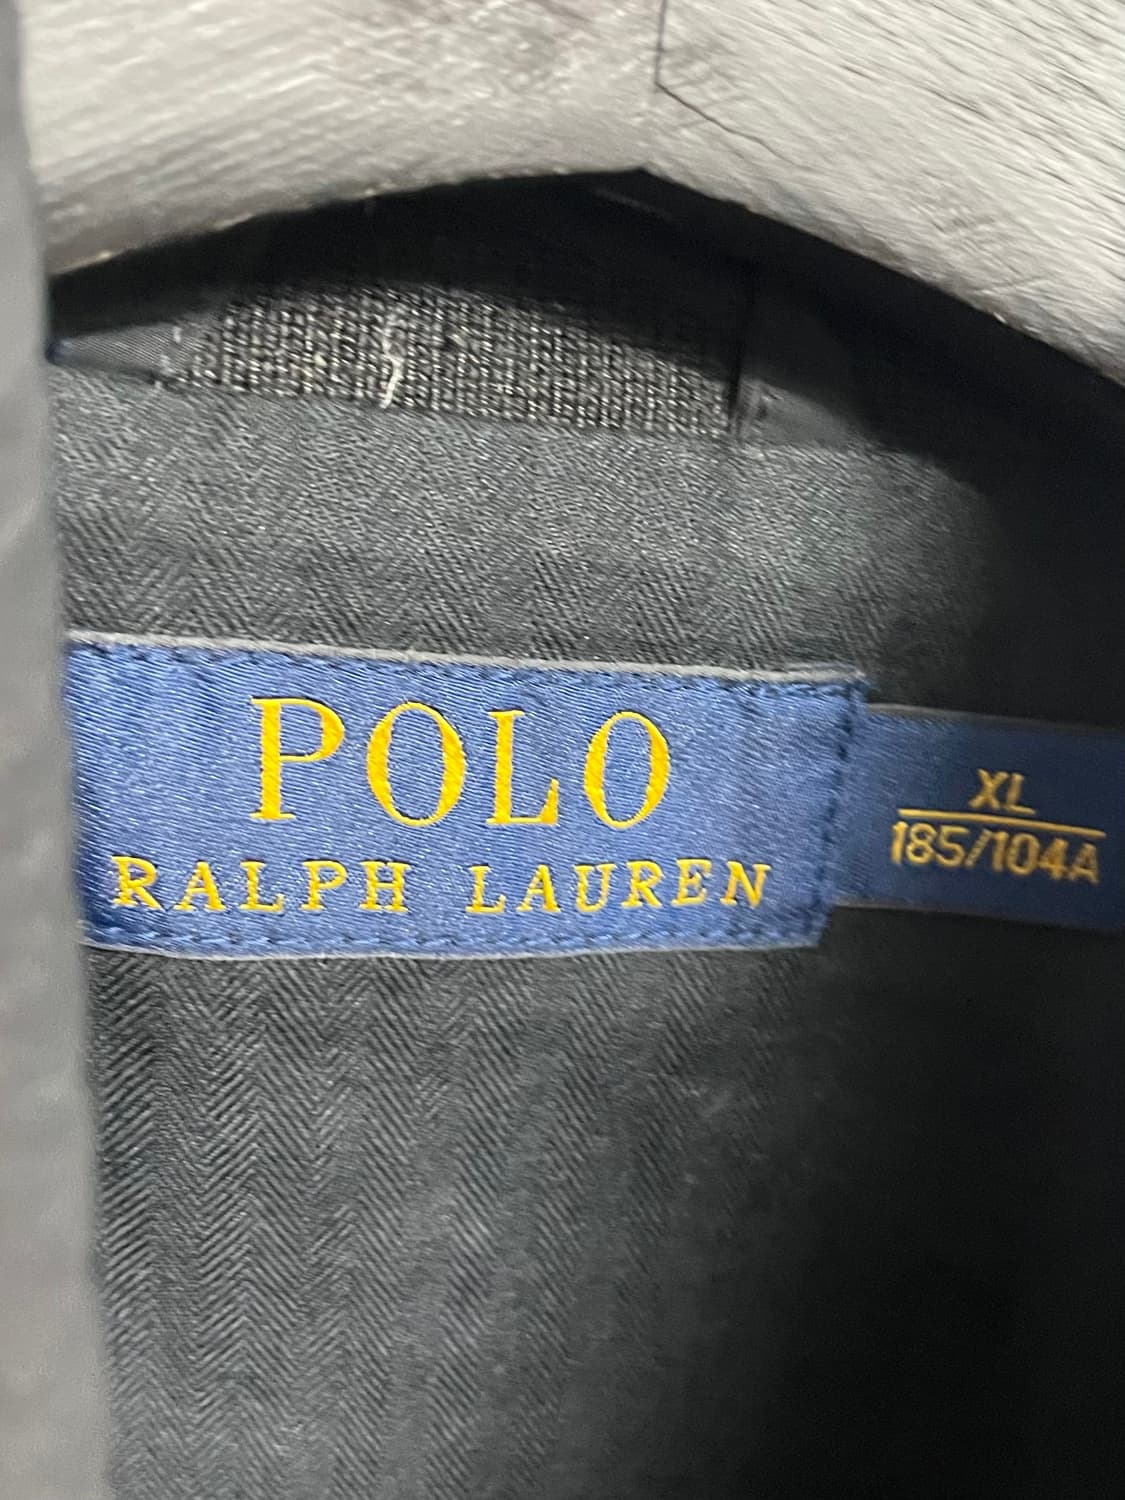 POLO
RALPH LAUREN
XL
185/104A